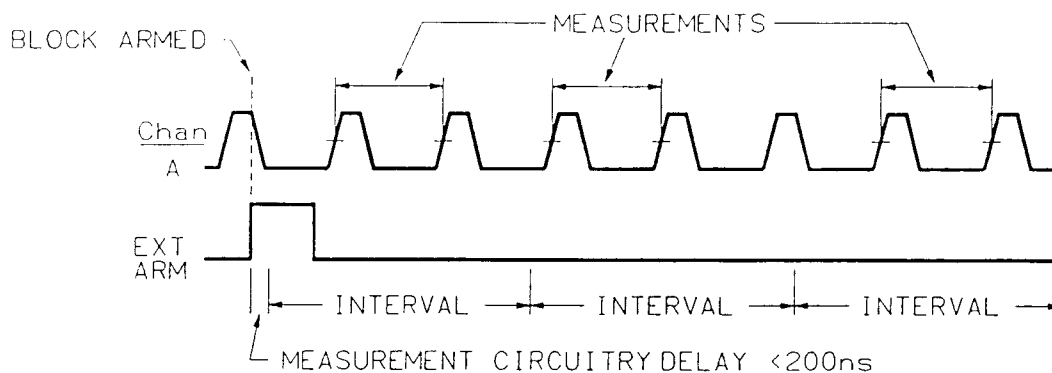 MEASUREMENTS
BLOCK ARMED
Chan
A
EXT
ARM
INTERVAL INTERVAL INTERVAL
MEASUREMENT CIRCUITRY DELAY <200ns